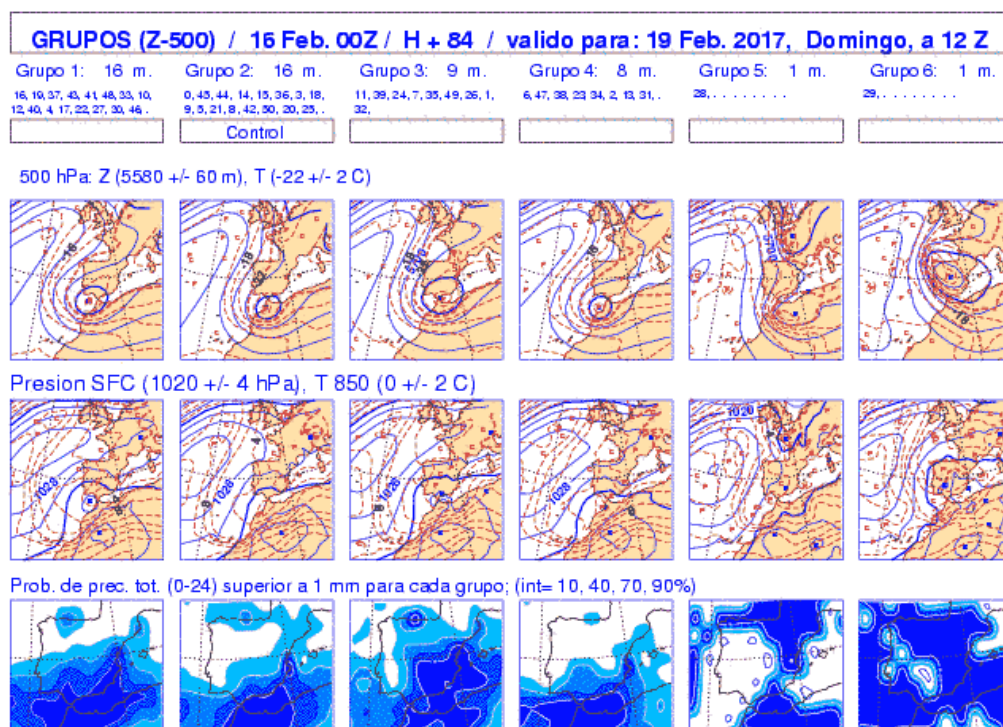 GRUPOS (Z-500) / 16 Feb. 00Z / H + 84 / valido para: 19 Feb. 2017, Domingo, a 12 Z
Grupo 1: 16 m. Grupo 2: 16 m. Grupo 3: 9 m. Grupo 4: 8 m. Grupo 5: 1 m. Grupo 6: 1 m.
16, 19, 37, 43, 41, 48, 33, 10, 0, 45, 44, 14, 15, 36, 3, 18, 11, 39, 24, 7, 35, 49, 26, 1, 6, 47, 38, 23, 34, 2, 13, 31, . 28, . . . . . . . . 29, . . . . . . . .
12, 40, 4, 17, 22, 27, 30, 46, . 9, 5, 21, 8, 42, 50, 20, 25, . 32,
Control
500 hPa: Z (5580 +/- 60 m), T (-22 +/- 2 C)
Presion SFC (1020 +/- 4 hPa), T 850 (0 +/- 2 C)
1020
1028 1028 1028 1028
Prob. de prec. tot. (0-24) superior a 1 mm para cada grupo; (int= 10, 40, 70, 90%)